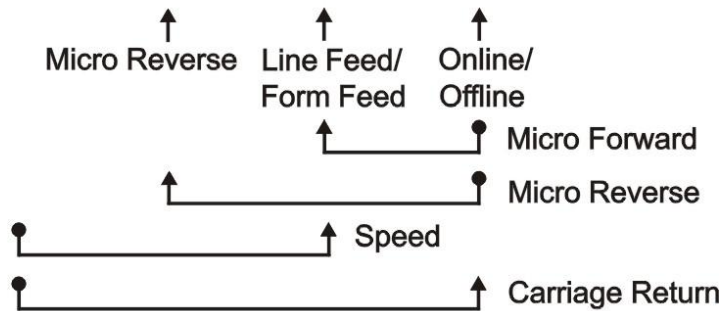 Micro Reverse Line Feed/ Online/
Form Feed Offline
Micro Forward
Micro Reverse
Speed
Carriage Return